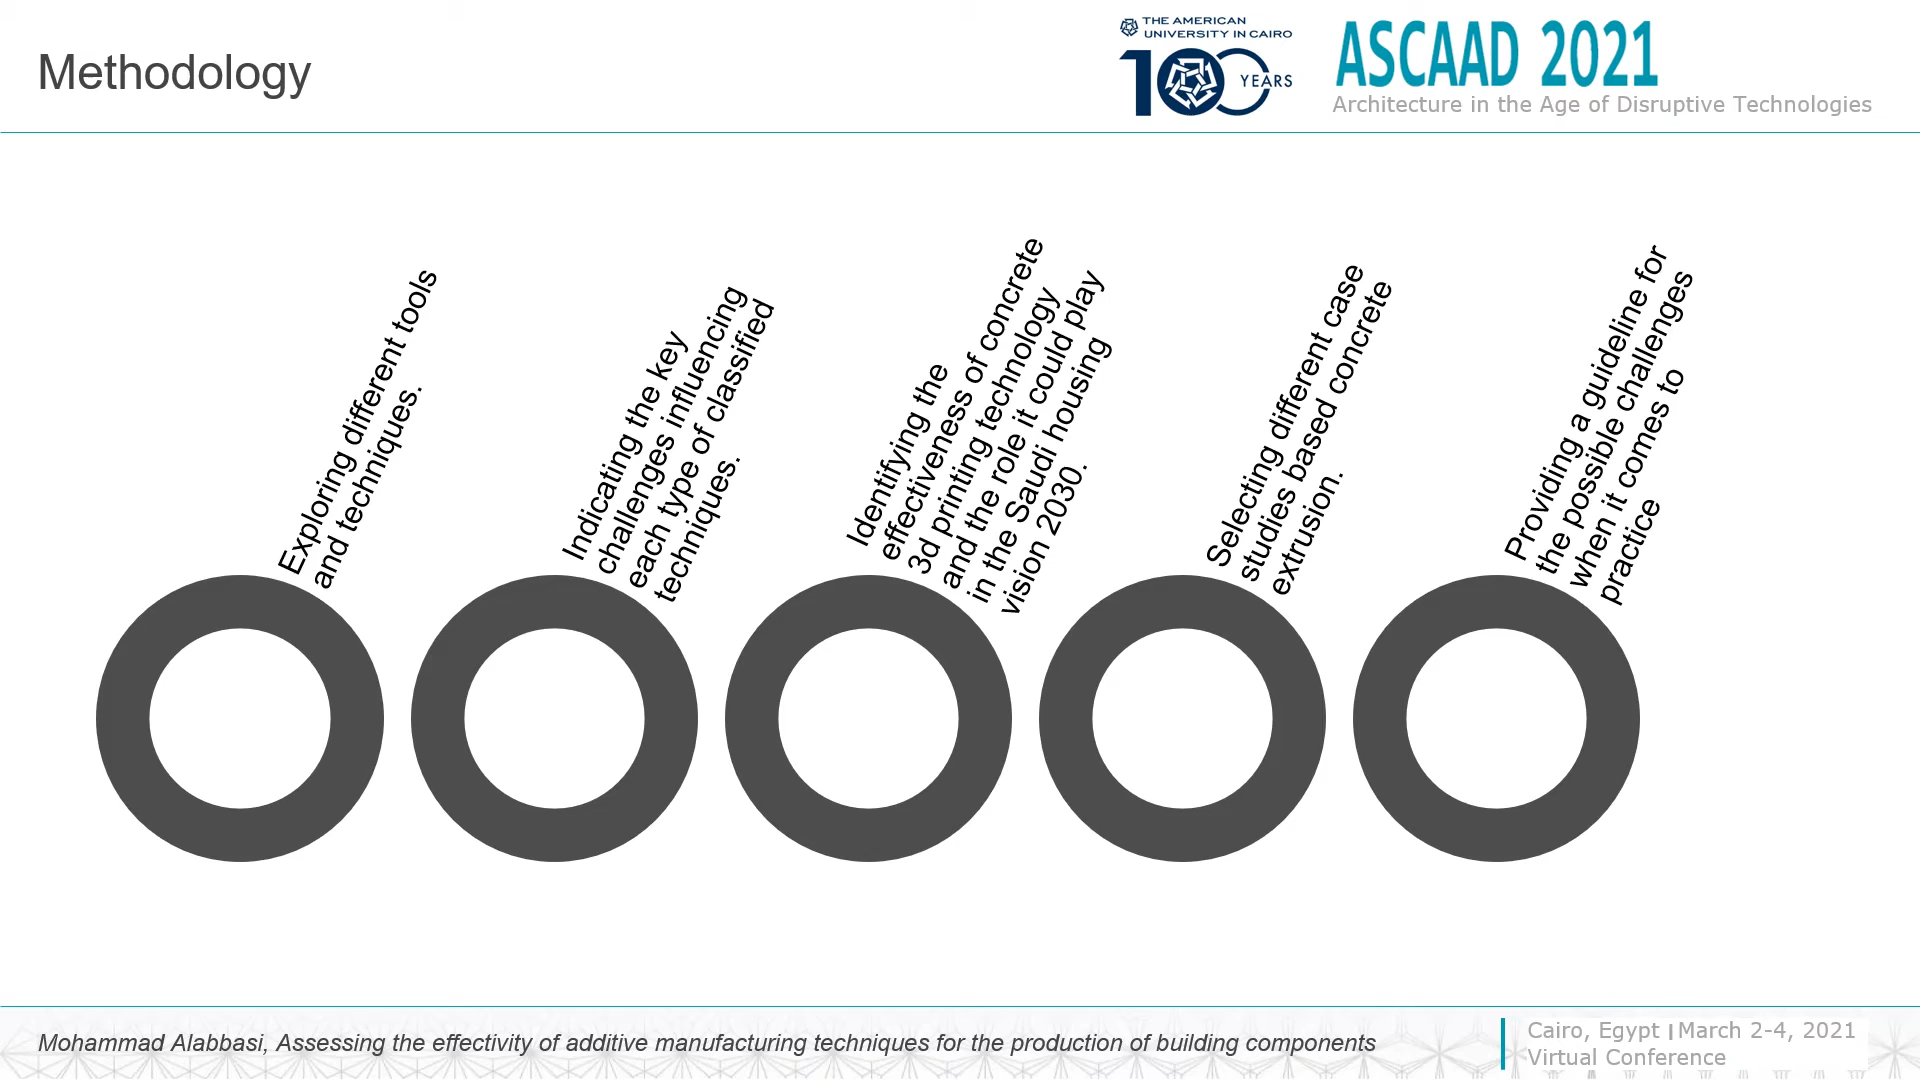 Methodology
THE AMERICAN
UNIVERSITY IN CAIRO
100 YEARS
ASCAAD 2021
Architecture in the Age of Disruptive Technologies
Exploring different tools
and techniques.
Indicating the key
challenges influencing
each type of classified
techniques.
Identifying the
effectiveness of concrete
3d printing technology
and the role it could play
in the Saudi housing
vision 2030.
Selecting different case
studies based concrete
extrusion.
Providing a guideline for
the possible challenges
when it comes to
practice
Mohammad Alabbasi, Assessing the effectivity of additive manufacturing techniques for the production of building components
Cairo, Egypt | March 2-4, 2021
Virtual Conference